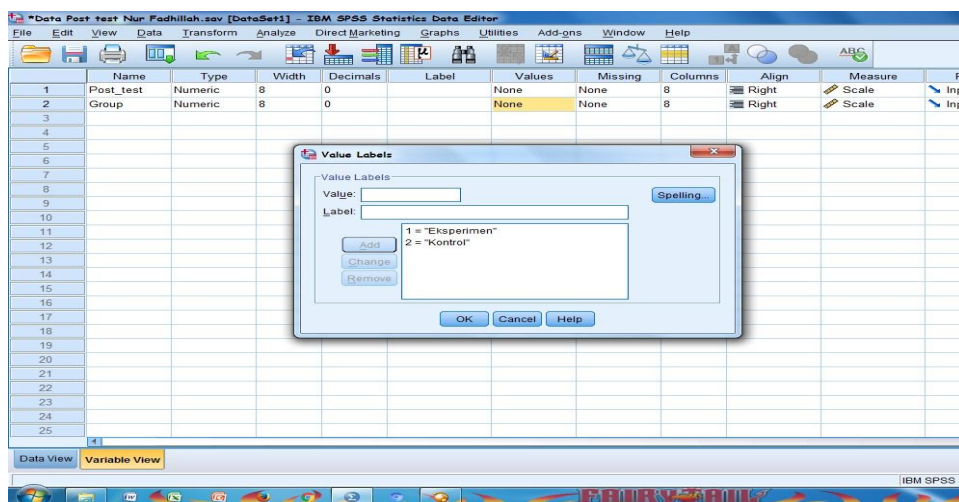 *Data Post test Nur Fadhillah.sav [DataSet1] - IBM SPSS Statistics Data Editor
File Edit View Data Transform Analyze Direct Marketing Graphs Utilities Add-ons Window Help
Name Type Width Decimals Label Values Missing Columns Align Measure
1 Post_test Numeric 8 0 None None 8 Right Scale
2 Group Numeric 8 0 None None 8 Right Scale
3
4
5
6
7
8
9
10
11
12
13
14
15
16
17
18
19
20
21
22
23
24
25
Value Labels
Value Labels
Value:
Spelling...
Label:
1 = "Eksperimen"
Add
2 = "Kontrol"
Change
Remove
OK Cancel Help
Data View Variable View
IBM SPSS
FAIRY TAIL